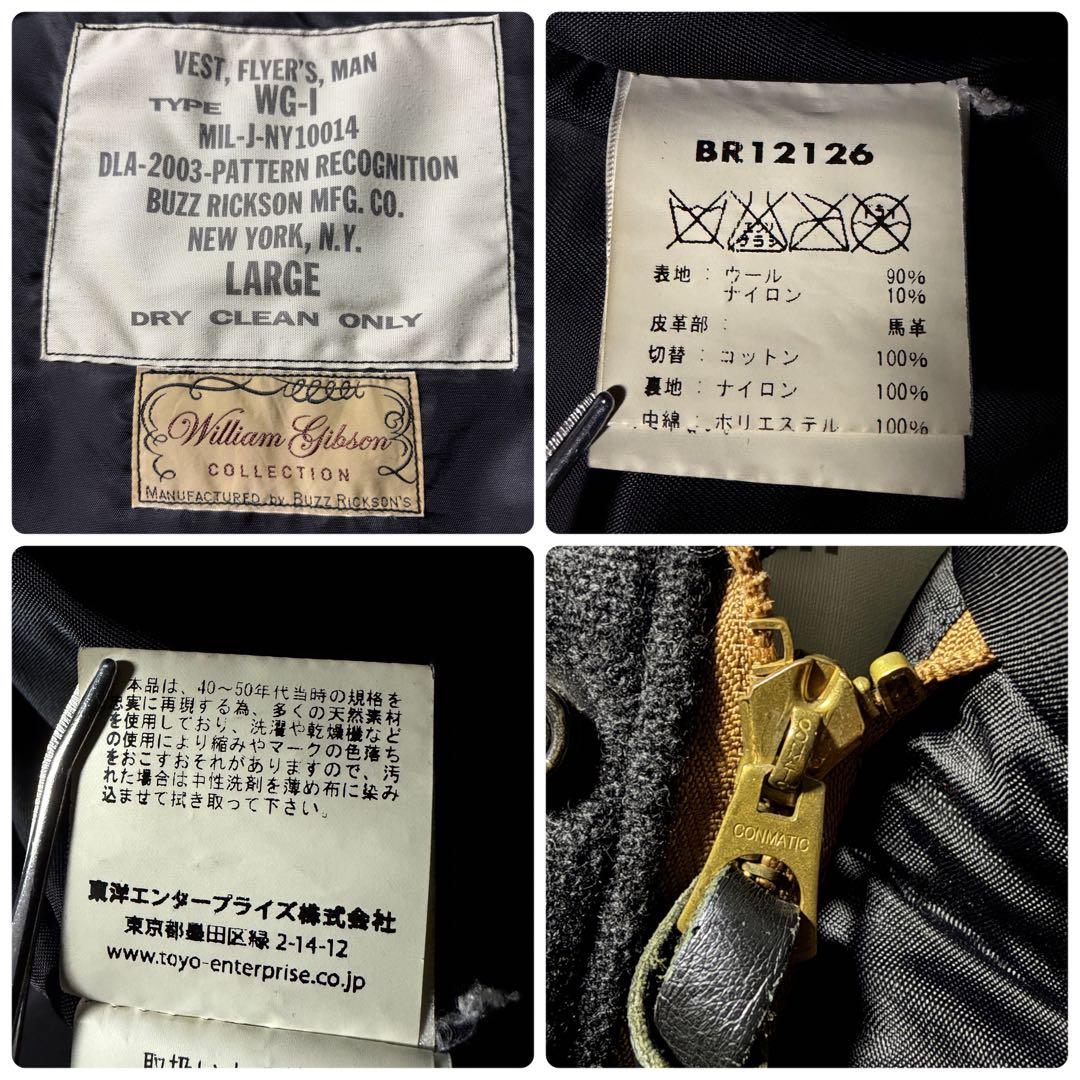 VEST, FLYER'S, MAN
TYPE WG-1
MIL-J-NY10014
DLA-2003-PATTERN RECOGNITION
BUZZ RICKSON MFG. CO.
NEW YORK, N.Y.
LARGE
DRY CLEAN ONLY
William Gibson
COLLECTION
MANUFACTURED by BUZZ RICKSON'S
BR12126
エンソ
ドライ
表地 : ウール 90%
ナイロン 10%
皮革部 : 馬革
切替 : コットン 100%
裏地 : ナイロン 100%
中綿 : ポリエステル 100%
本品は、40〜50年代当時の規格を
忠実に再現する為、多くの天然素材
を使用しており、洗濯や乾燥機など
の使用により縮みやマークの色落ち
をおこすおそれがありますので、汚
れた場合は中性洗剤を薄め布に染み
込ませて拭き取って下さい。
東洋エンタープライズ株式会社
東京都墨田区緑 2-14-12
www.toyo-enterprise.co.jp
CONMATIC